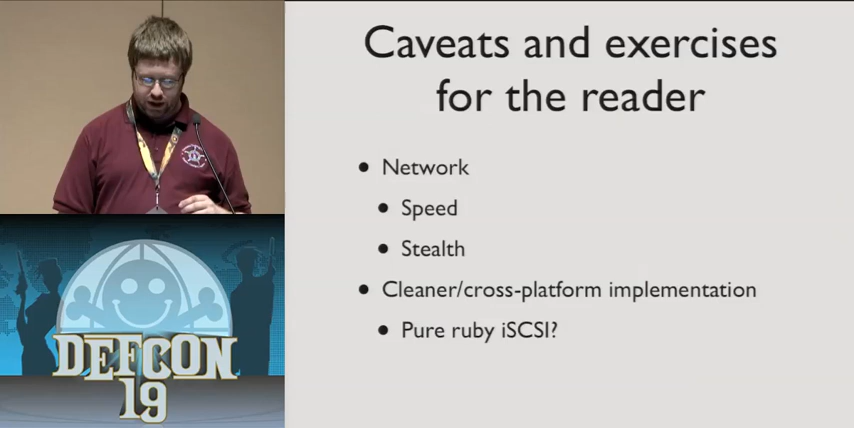 Caveats and exercises
for the reader
• Network
• Speed
• Stealth
• Cleaner/cross-platform implementation
• Pure ruby iSCSI?
DEFCON
19